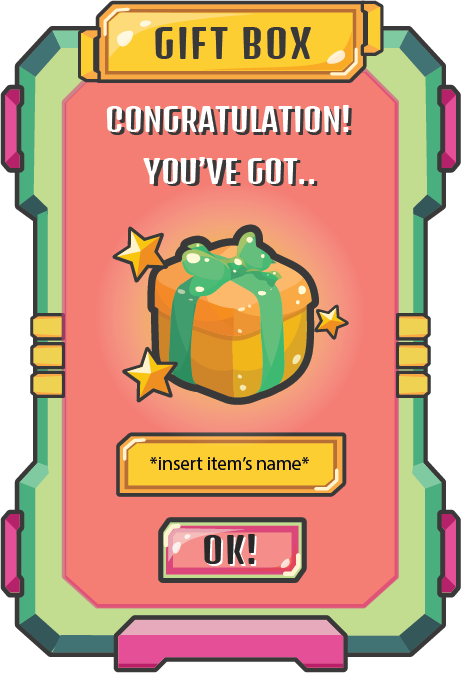 GIFT BOX
CONGRATULATION!
YOU'VE GOT..
*insert item's name*
OK!